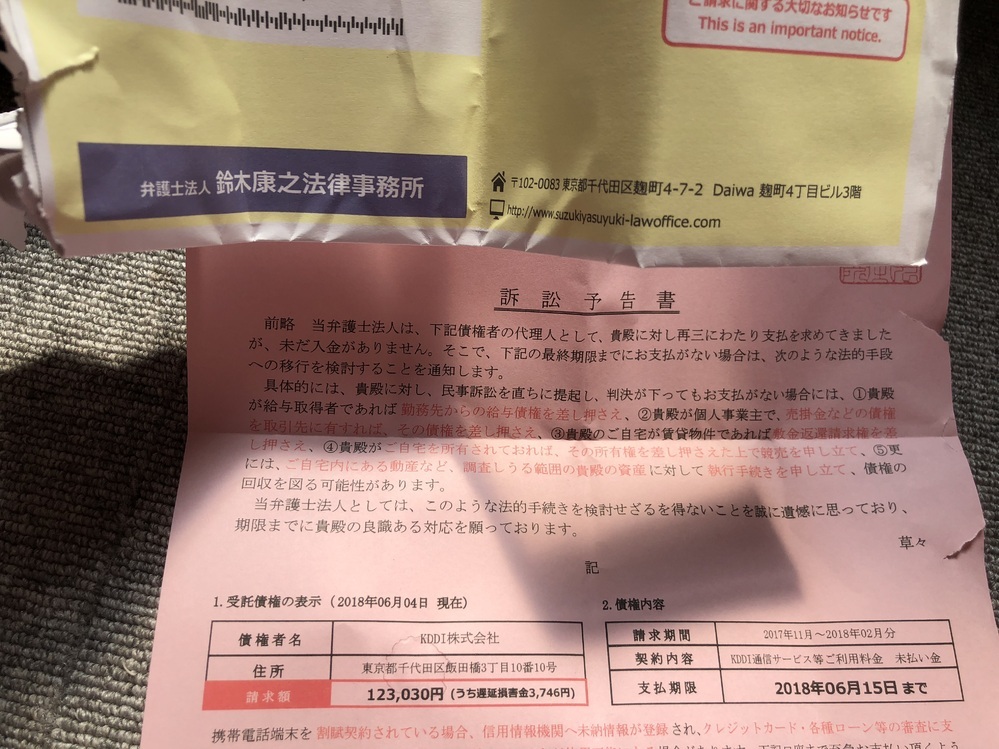 ご請求に関する大切なお知らせです
This is an important notice.
弁護士法人 鈴木康之法律事務所
〒102-0083 東京都千代田区麹町4-7-2 Daiwa 麹町4丁目ビル3階
http://www.suzukiyasuyuki-lawoffice.com
訴訟予告書
前略 当弁護士法人は、下記債権者の代理人として、貴殿に対し再三にわたり支払を求めてきました
が、未だ入金がありません。そこで、下記の最終期限までにお支払がない場合は、次のような法的手段
への移行を検討することを通知します。
具体的には、貴殿に対し、民事訴訟を直ちに提起し、判決が下ってもお支払がない場合には、①貴殿
が給与取得者であれば勤務先からの給与債権を差し押さえ、②貴殿が個人事業主で、売掛金などの債権
を取引先に有すれば、その債権を差し押さえ、③貴殿のご自宅が賃貸物件であれば敷金返還請求権を差
し押さえ、④貴殿がご自宅を所有されておれば、その所有権を差し押さえた上で競売を申し立て、⑤更
には、ご自宅内にある動産など、調査しうる範囲の貴殿の資産に対して執行手続きを申し立て、債権の
回収を図る可能性があります。
当弁護士法人としては、このような法的手続きを検討せざるを得ないことを誠に遺憾に思っており、
期限までに貴殿の良識ある対応を願っております。
草々
記
1. 受託債権の表示（2018年06月04日 現在）
債権者名 KDDI株式会社
住所 東京都千代田区飯田橋3丁目10番10号
請求額 123,030円（うち遅延損害金3,746円）
2. 債権内容
請求期間 2017年11月～2018年02月分
契約内容 KDDI通信サービス等ご利用料金 未払い金
支払期限 2018年06月15日まで
携帯電話端末を割賦契約されている場合、信用情報機関へ未納情報が登録され、クレジットカード・各種ローン等の審査に支